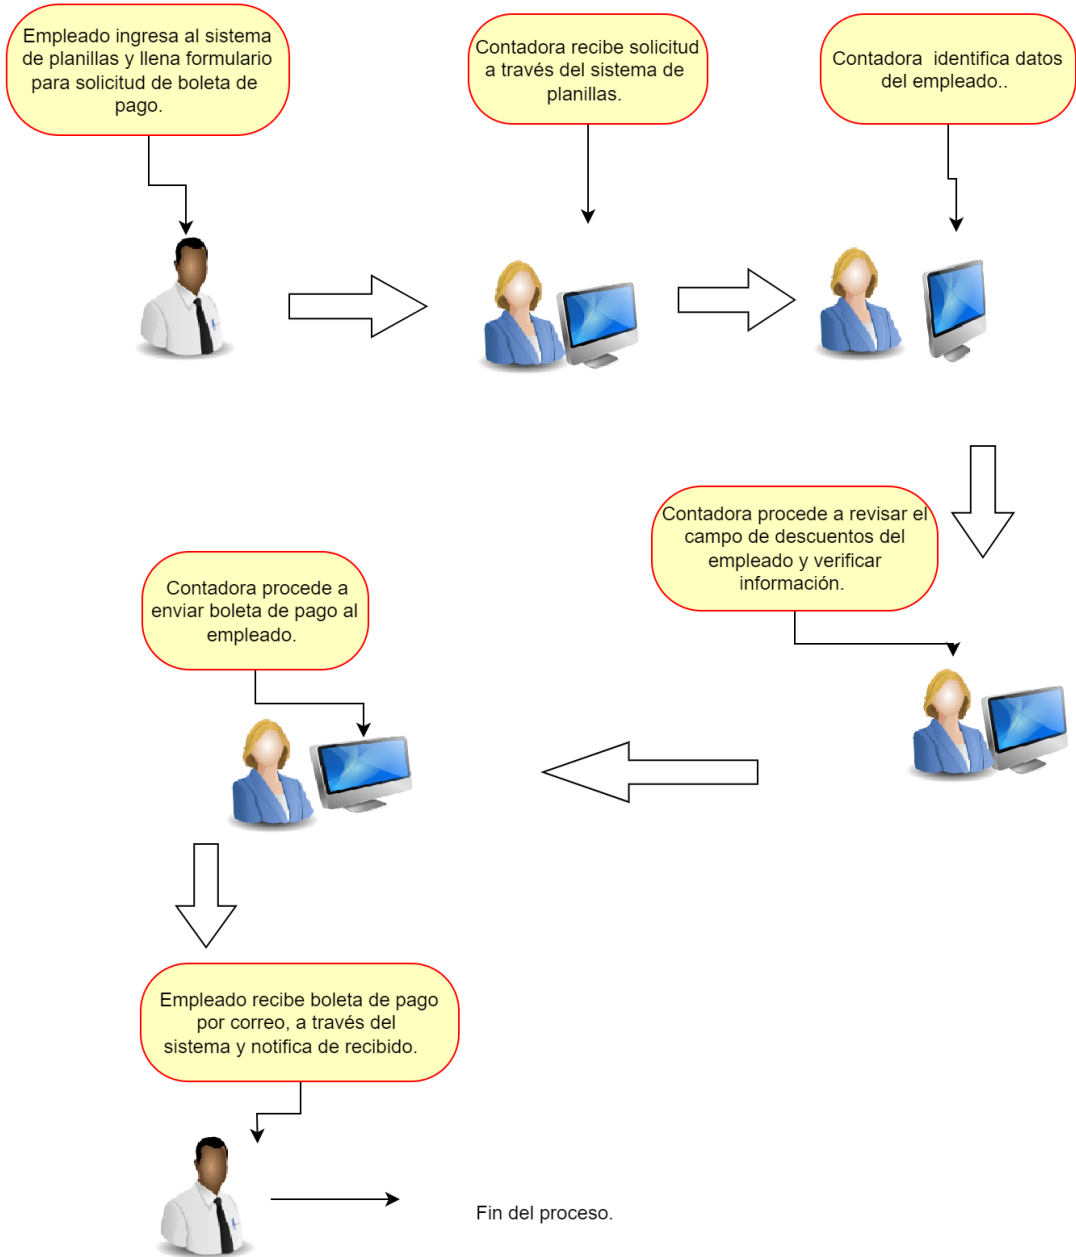 Empleado ingresa al sistema
de planillas y llena formulario
para solicitud de boleta de
pago.
Contadora recibe solicitud
a través del sistema de
planillas.
Contadora  identifica datos
del empleado..
Contadora procede a revisar el
campo de descuentos del
empleado y verificar
información.
Contadora procede a
enviar boleta de pago al
empleado.
Empleado recibe boleta de pago
por correo, a través del
sistema y notifica de recibido.
Fin del proceso.